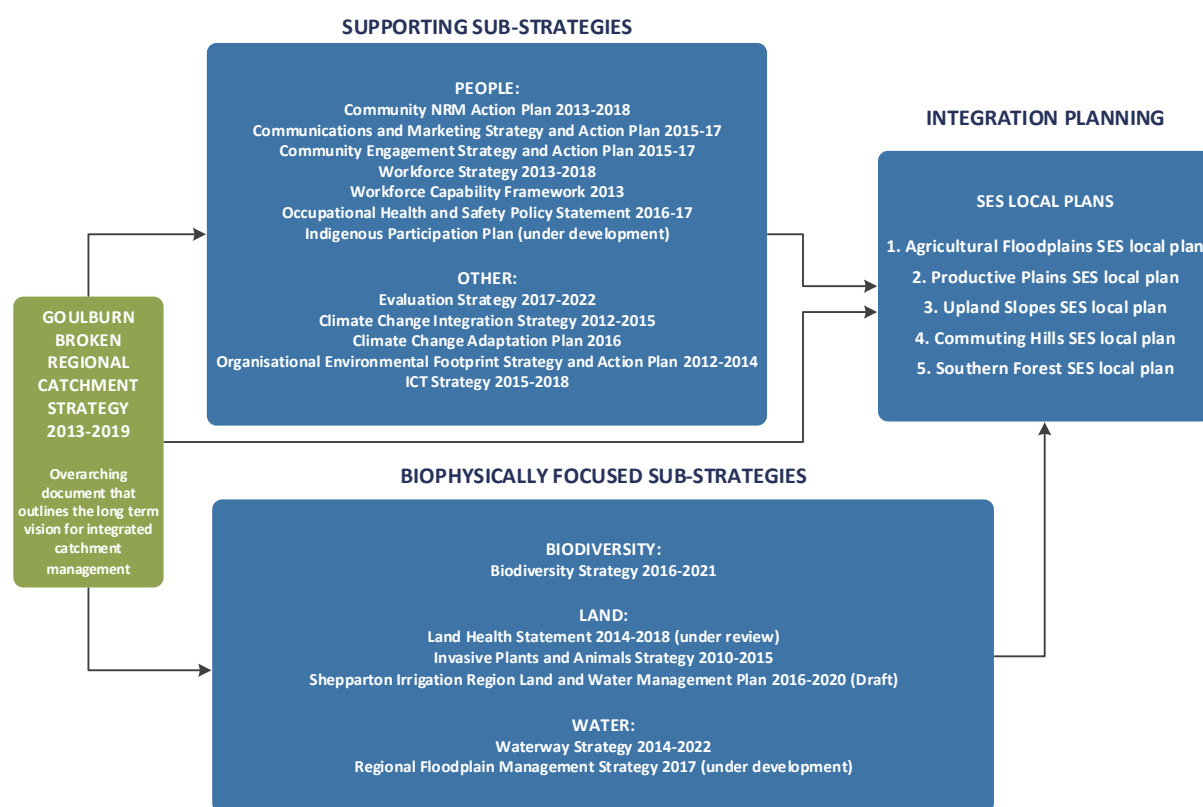 SUPPORTING SUB-STRATEGIES
PEOPLE:
Community NRM Action Plan 2013-2018
Communications and Marketing Strategy and Action Plan 2015-17
Community Engagement Strategy and Action Plan 2015-17
Workforce Strategy 2013-2018
Workforce Capability Framework 2013
Occupational Health and Safety Policy Statement 2016-17
Indigenous Participation Plan (under development)
OTHER:
Evaluation Strategy 2017-2022
Climate Change Integration Strategy 2012-2015
Climate Change Adaptation Plan 2016
Organisational Environmental Footprint Strategy and Action Plan 2012-2014
ICT Strategy 2015-2018
INTEGRATION PLANNING
SES LOCAL PLANS
1. Agricultural Floodplains SES local plan
2. Productive Plains SES local plan
3. Upland Slopes SES local plan
4. Commuting Hills SES local plan
5. Southern Forest SES local plan
GOULBURN
BROKEN
REGIONAL
CATCHMENT
STRATEGY
2013-2019
Overarching
document that
outlines the long term
vision for integrated
catchment
management
BIOPHYSICALLY FOCUSED SUB-STRATEGIES
BIODIVERSITY:
Biodiversity Strategy 2016-2021
LAND:
Land Health Statement 2014-2018 (under review)
Invasive Plants and Animals Strategy 2010-2015
Shepparton Irrigation Region Land and Water Management Plan 2016-2020 (Draft)
WATER:
Waterway Strategy 2014-2022
Regional Floodplain Management Strategy 2017 (under development)